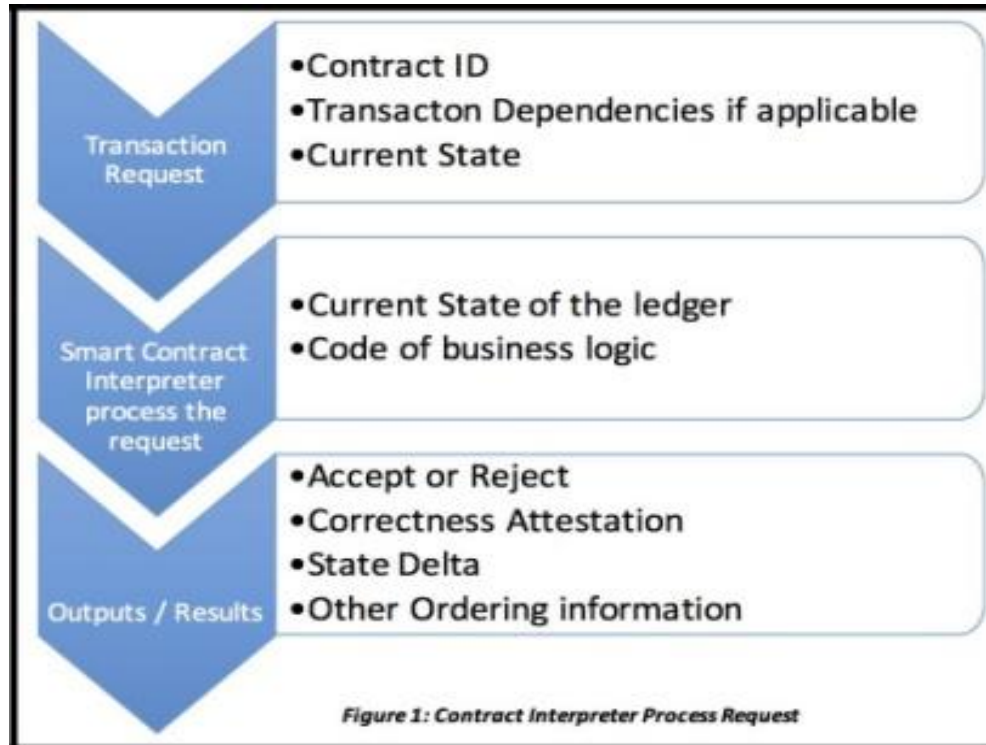 Transaction
Request
•Contract ID
•Transacton Dependencies if applicable
•Current State
Smart Contract
Interpreter
process the
request
•Current State of the ledger
•Code of business logic
Outputs / Results
•Accept or Reject
•Correctness Attestation
•State Delta
•Other Ordering information
Figure 1: Contract Interpreter Process Request